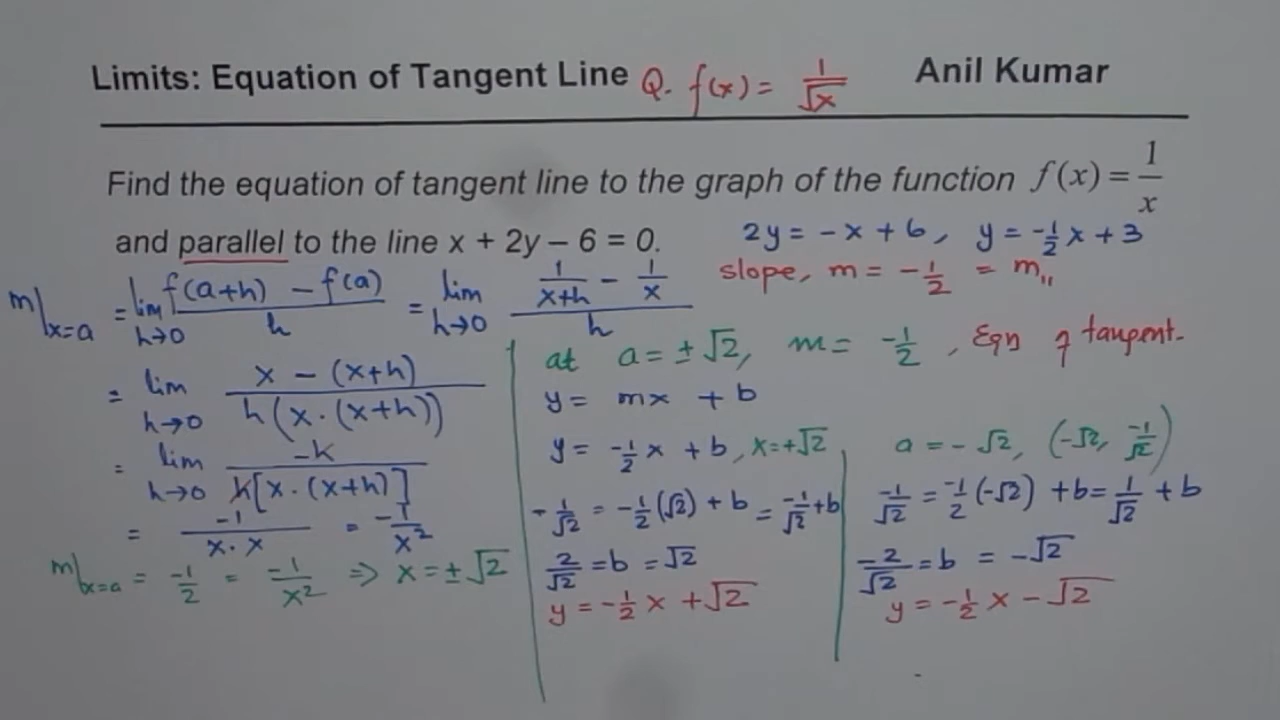 Limits: Equation of Tangent Line Q. f(x) = 1/√x Anil Kumar
Find the equation of tangent line to the graph of the function f(x) = 1/x
and parallel to the line x + 2y – 6 = 0.
2y = -x + 6, y = -1/2 x + 3
slope, m = -1/2 = m,,
m|x=a = lim h→0 (f(a+h) - f(a))/h = lim h→0 (1/(x+h) - 1/x)/h
= lim h→0 (x - (x+h))/(h(x·(x+h)))
= lim h→0 -h/(h[x·(x+h)])
= -1/(x·x) = -1/x²
m|x=a = -1/2 = -1/x² ⇒ x = ±√2
at a = ±√2, m = -1/2, Eqn of tangent.
y = mx + b
y = -1/2 x + b, x=+√2
-1/√2 = -1/2(√2) + b = -1/√2 + b
2/√2 = b = √2
y = -1/2 x + √2
a = -√2, (-√2, -1/√2)
-1/√2 = -1/2(-√2) + b = 1/√2 + b
-2/√2 = b = -√2
y = -1/2 x - √2